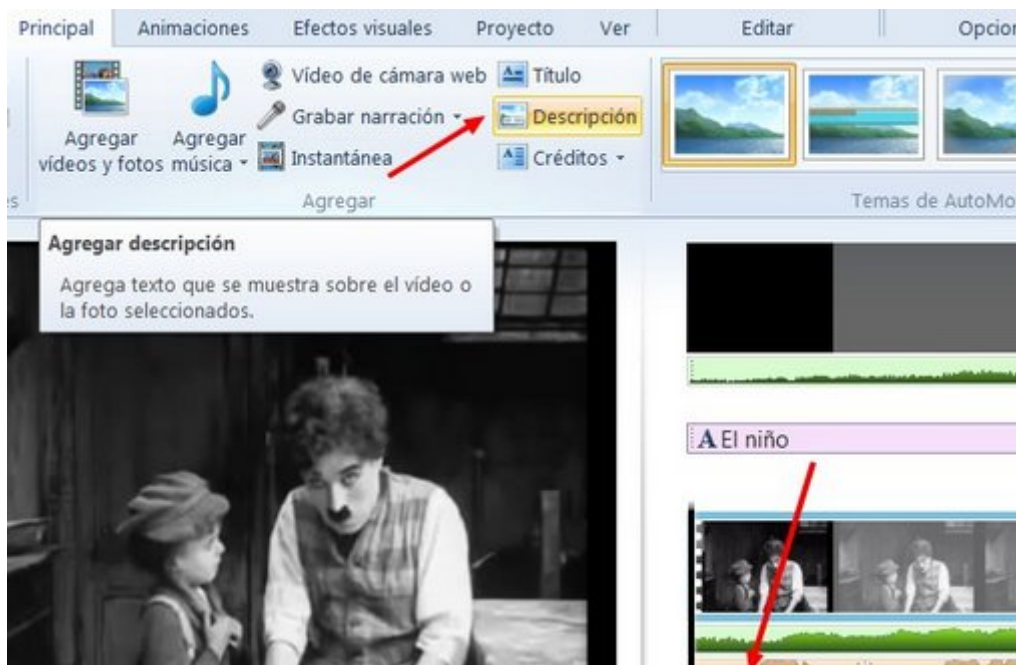 Principal Animaciones Efectos visuales Proyecto Ver Editar
Vídeo de cámara web Título
Grabar narración Descripción
Agregar vídeos y fotos
Agregar música
Instantánea Créditos
Agregar
Temas de
Agregar descripción
Agrega texto que se muestra sobre el vídeo o
la foto seleccionados.
A El niño